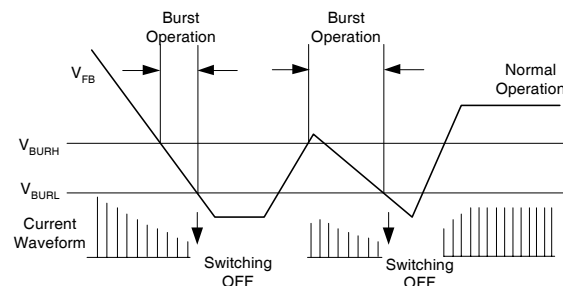 Burst
Operation
Burst
Operation
V_FB
Normal
Operation
V_BURH
V_BURL
Current
Waveform
Switching
OFF
Switching
OFF